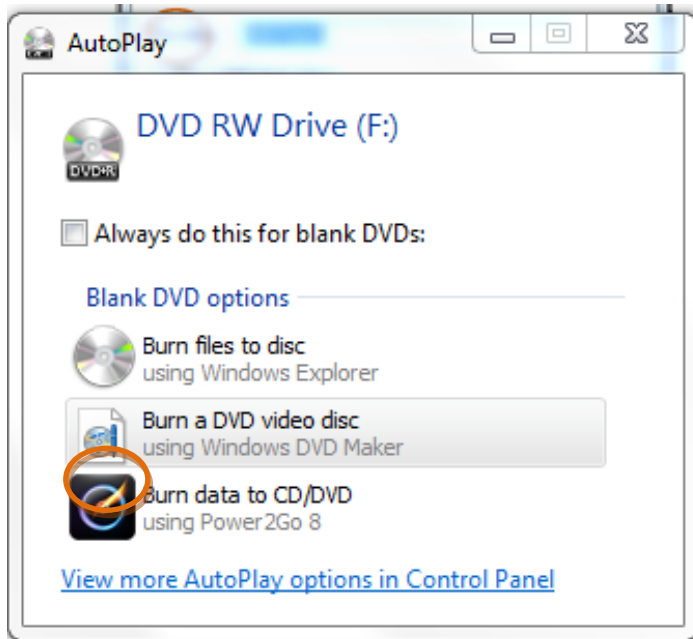 AutoPlay
DVD RW Drive (F:)
DVD+R
Always do this for blank DVDs:
Blank DVD options
Burn files to disc
using Windows Explorer
Burn a DVD video disc
using Windows DVD Maker
Burn data to CD/DVD
using Power2Go 8
View more AutoPlay options in Control Panel